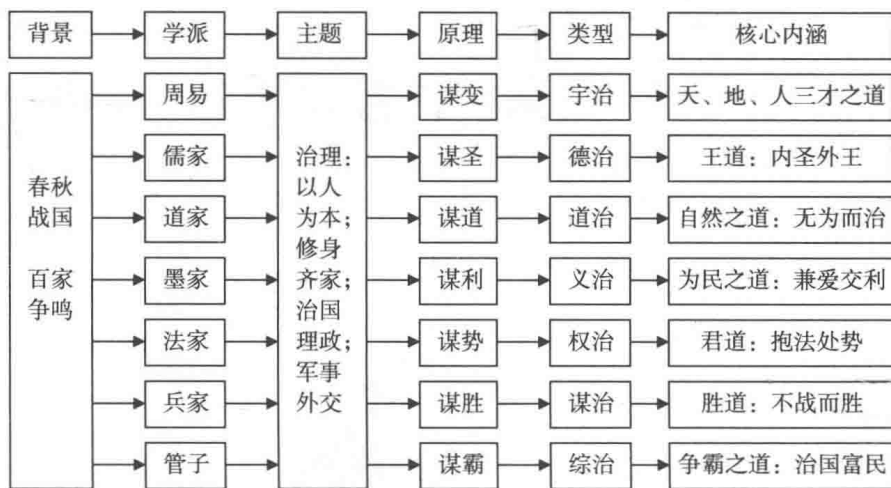 背景 学派 主题 原理 类型 核心内涵
春秋
战国
百家
争鸣
治理：
以人
为本；
修身
齐家；
治国
理政；
军事
外交
周易 谋变 宇治 天、地、人三才之道
儒家 谋圣 德治 王道：内圣外王
道家 谋道 道治 自然之道：无为而治
墨家 谋利 义治 为民之道：兼爱交利
法家 谋势 权治 君道：抱法处势
兵家 谋胜 谋治 胜道：不战而胜
管子 谋霸 综治 争霸之道：治国富民